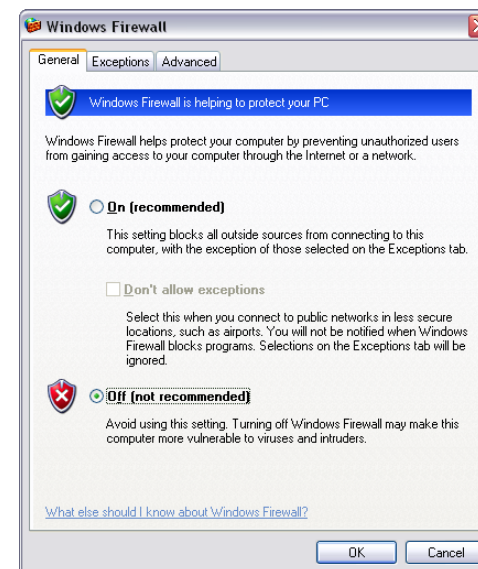 Windows Firewall
General Exceptions Advanced
Windows Firewall is helping to protect your PC
Windows Firewall helps protect your computer by preventing unauthorized users
from gaining access to your computer through the Internet or a network.
On (recommended)
This setting blocks all outside sources from connecting to this
computer, with the exception of those selected on the Exceptions tab.
Don't allow exceptions
Select this when you connect to public networks in less secure
locations, such as airports. You will not be notified when Windows
Firewall blocks programs. Selections on the Exceptions tab will be
ignored.
Off (not recommended)
Avoid using this setting. Turning off Windows Firewall may make this
computer more vulnerable to viruses and intruders.
What else should I know about Windows Firewall?
OK Cancel